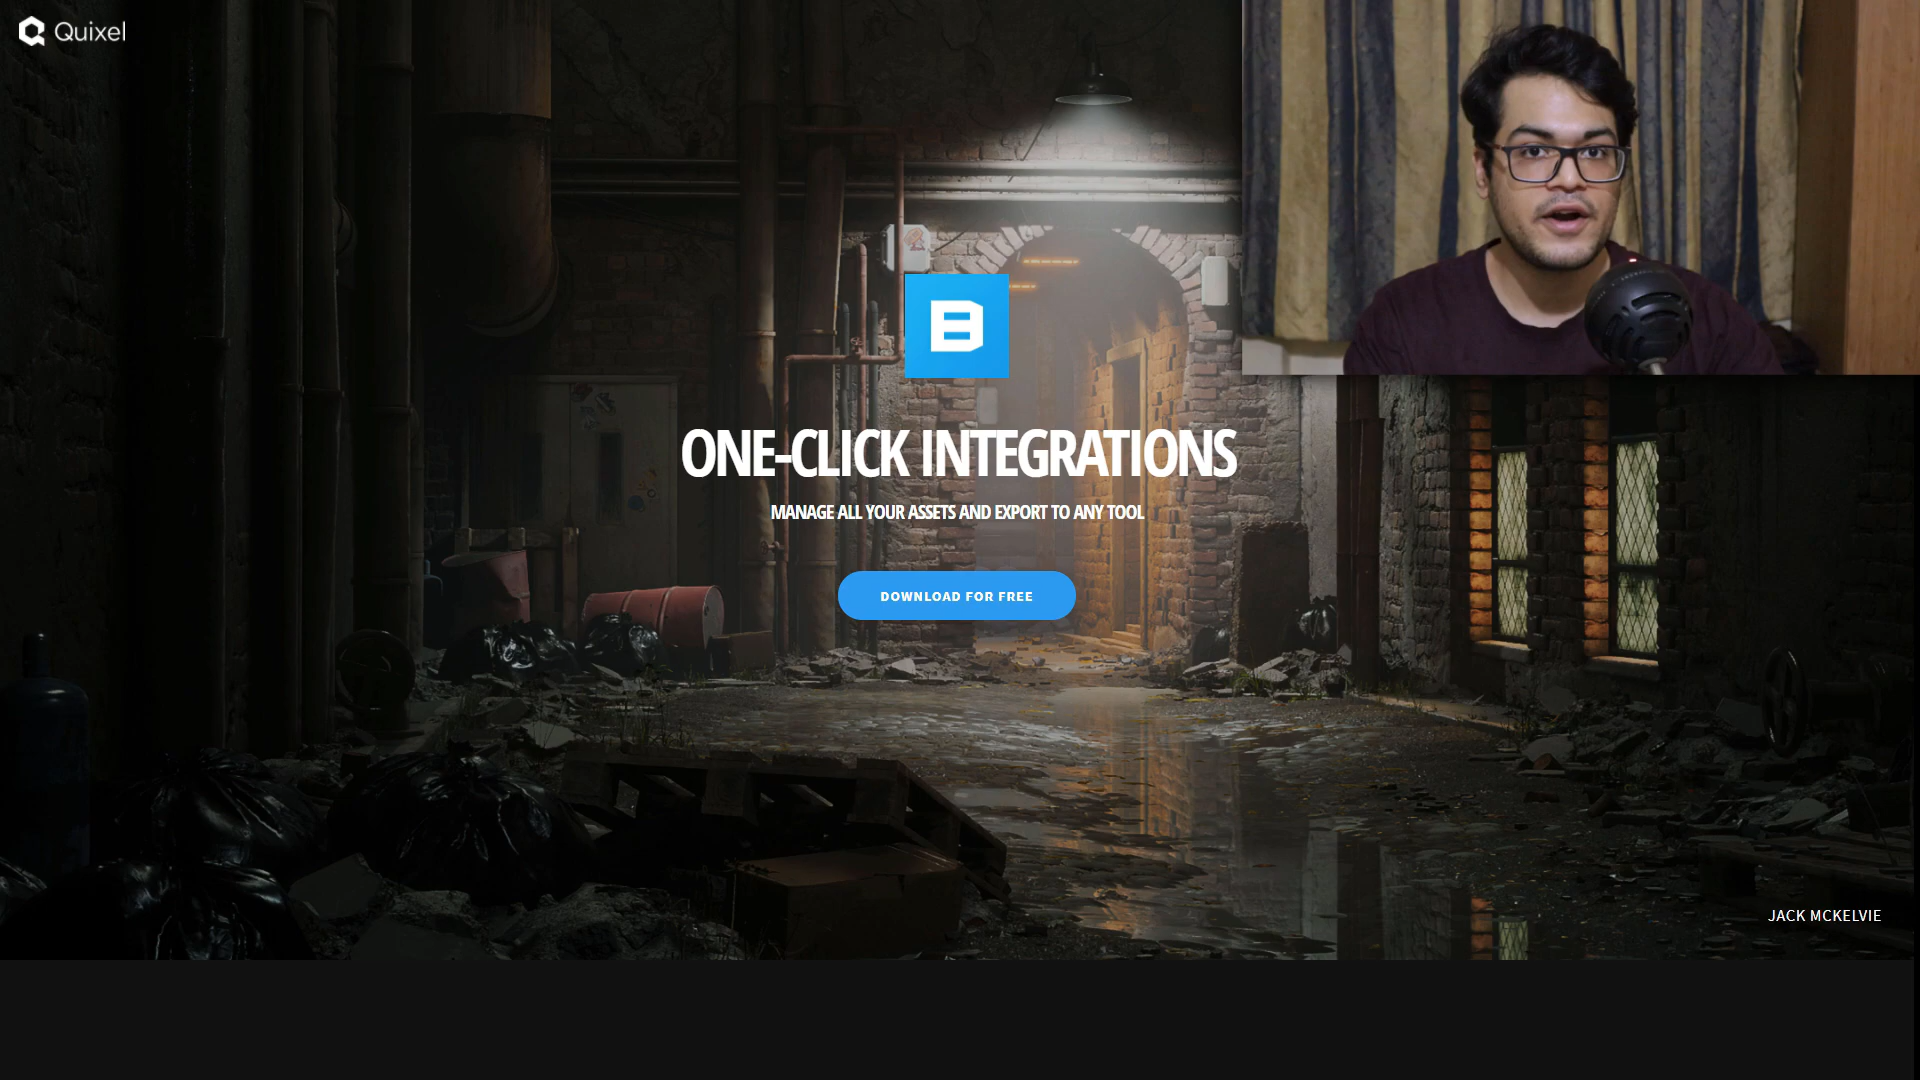 Quixel
B
ONE-CLICK INTEGRATIONS
MANAGE ALL YOUR ASSETS AND EXPORT TO ANY TOOL
DOWNLOAD FOR FREE
JACK MCKELVIE